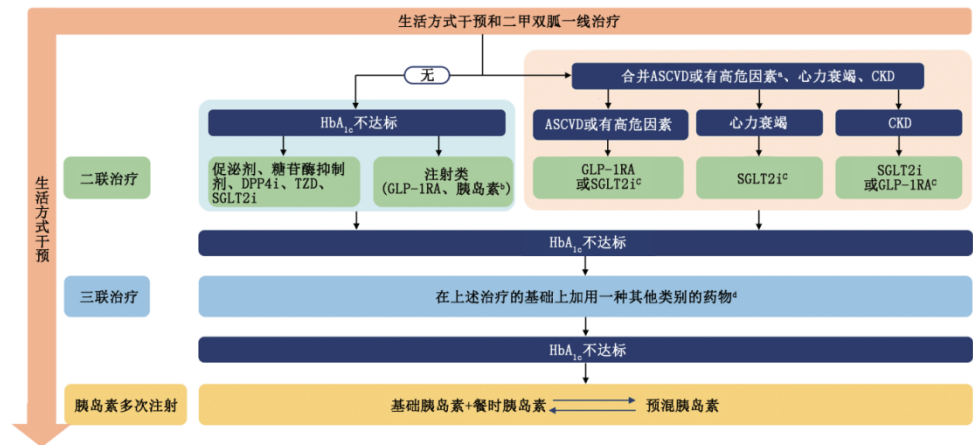 生活方式干预和二甲双胍一线治疗
无
合并ASCVD或有高危因素ᵃ、心力衰竭、CKD
HbA₁c不达标
ASCVD或有高危因素
心力衰竭
CKD
生活方式干预
二联治疗
促泌剂、糖苷酶抑制
剂、DPP4i、TZD、
SGLT2i
注射类
(GLP-1RA、胰岛素ᵇ)
GLP-1RA
或SGLT2iᶜ
SGLT2iᶜ
SGLT2i
或GLP-1RAᶜ
HbA₁c不达标
三联治疗
在上述治疗的基础上加用一种其他类别的药物ᵈ
HbA₁c不达标
胰岛素多次注射
基础胰岛素+餐时胰岛素
预混胰岛素